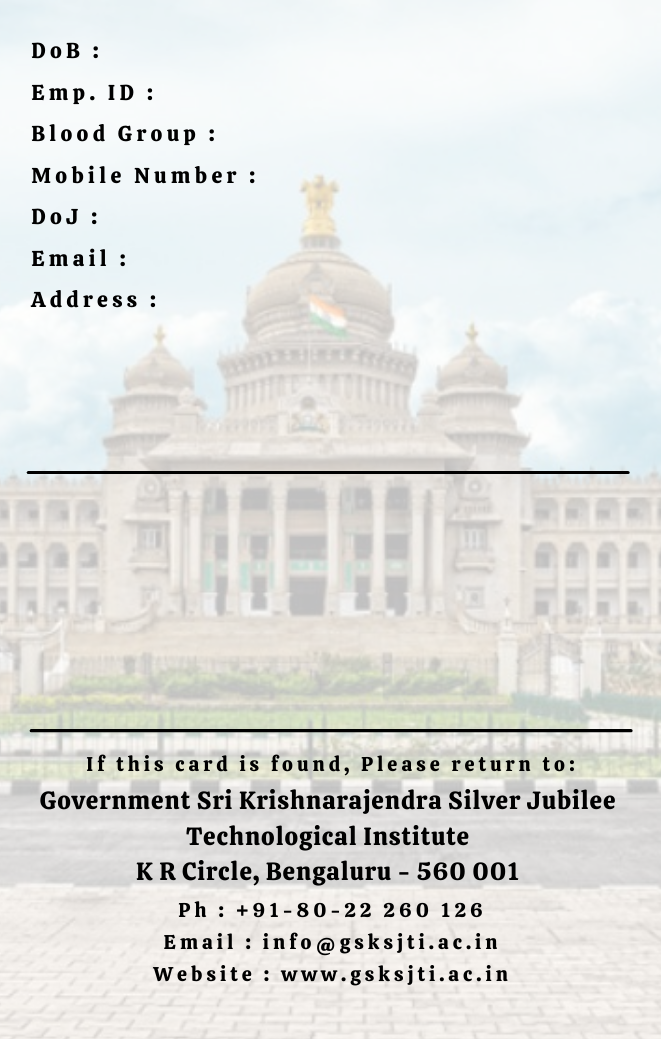 DoB :
Emp. ID :
Blood Group :
Mobile Number :
DoJ :
Email :
Address :
If this card is found, Please return to:
Government Sri Krishnarajendra Silver Jubilee
Technological Institute
K R Circle, Bengaluru - 560 001
Ph : +91-80-22 260 126
Email : info@gsksjti.ac.in
Website : www.gsksjti.ac.in